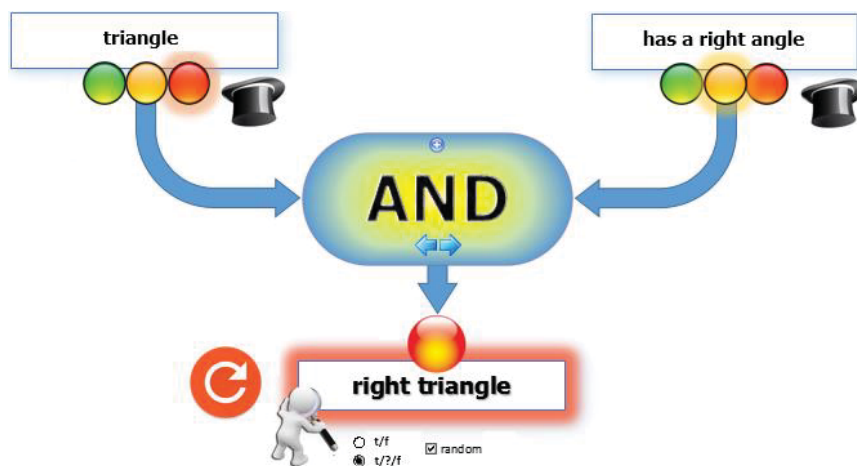 triangle
has a right angle
AND
right triangle
t/f
random
t/?/f